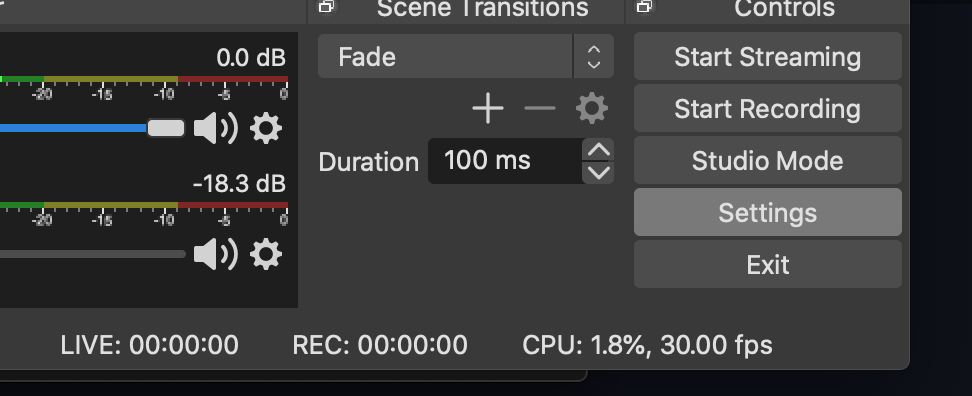 Scene Transitions
Controls
0.0 dB
-20 -15 -10 -5 0
-18.3 dB
-20 -15 -10 -5 0
Fade
Duration 100 ms
Start Streaming
Start Recording
Studio Mode
Settings
Exit
LIVE: 00:00:00 REC: 00:00:00 CPU: 1.8%, 30.00 fps